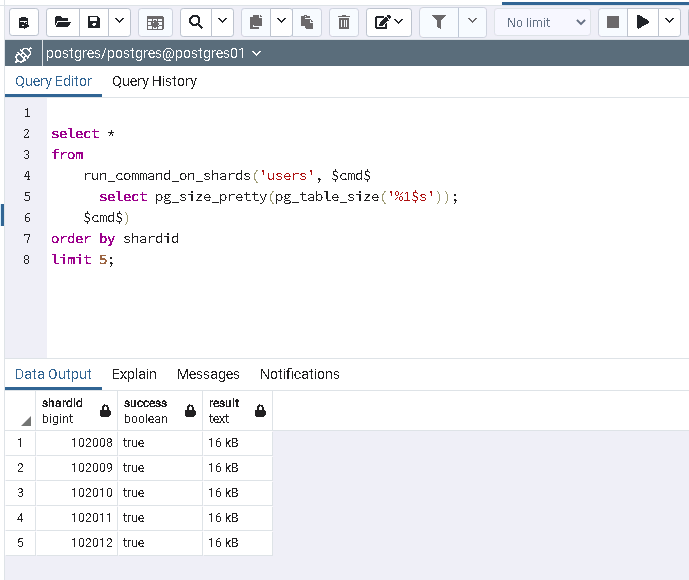 No limit
postgres/postgres@postgres01
Query Editor Query History
1
2 select *
3 from
4 run_command_on_shards('users', $cmd$
5 select pg_size_pretty(pg_table_size('%1$s'));
6 $cmd$)
7 order by shardid
8 limit 5;
Data Output Explain Messages Notifications
shardid success result
bigint boolean text
1 102008 true 16 kB
2 102009 true 16 kB
3 102010 true 16 kB
4 102011 true 16 kB
5 102012 true 16 kB